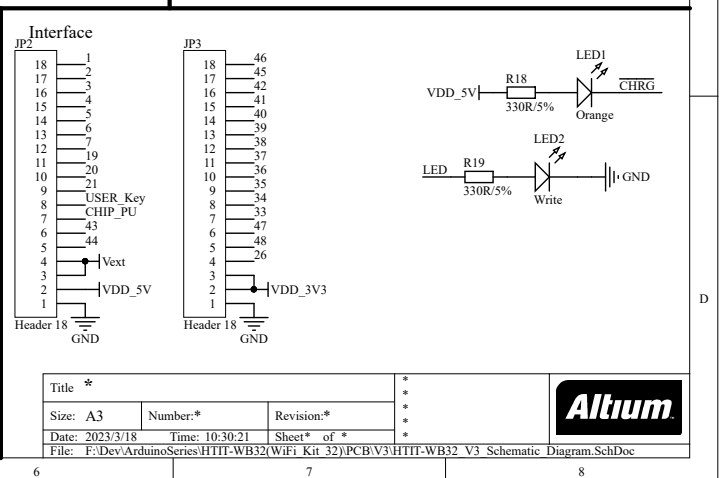 Interface
JP2
18 1
17 2
16 3
15 4
14 5
13 6
12 7
11 19
10 20
9 21
8 USER_Key
7 CHIP_PU
6 43
5 44
4 Vext
3
2 VDD_5V
1
Header 18
GND
JP3
18 46
17 45
16 42
15 41
14 40
13 39
12 38
11 37
10 36
9 35
8 34
7 33
6 47
5 48
4 26
3
2 VDD_3V3
1
Header 18
GND
LED1
VDD_5V R18 CHRG
330R/5% Orange
LED2
LED R19 GND
330R/5% Write
D
Title *
Size: A3 Number:* Revision:*
Date: 2023/3/18 Time: 10:30:21 Sheet* of *
File: F:\Dev\ArduinoSeries\HTIT-WB32(WiFi Kit 32)\PCB\V3\HTIT-WB32_V3_Schematic_Diagram.SchDoc
*
*
*
*
*
Altium.
6 7 8